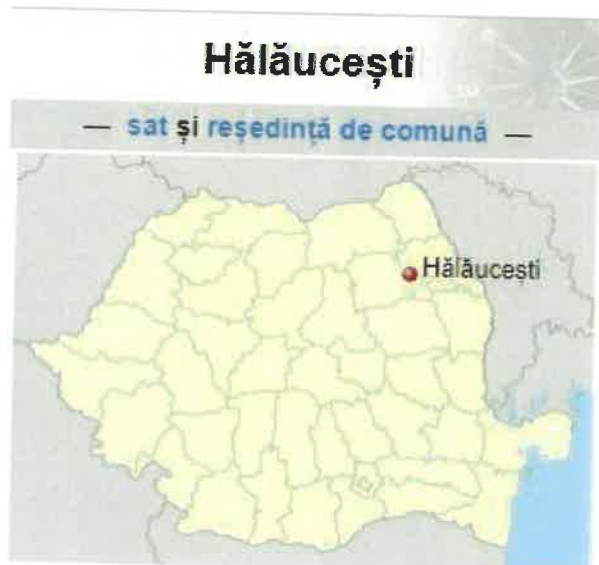 Hălăucești
— sat și reședință de comună —
Hălăucești